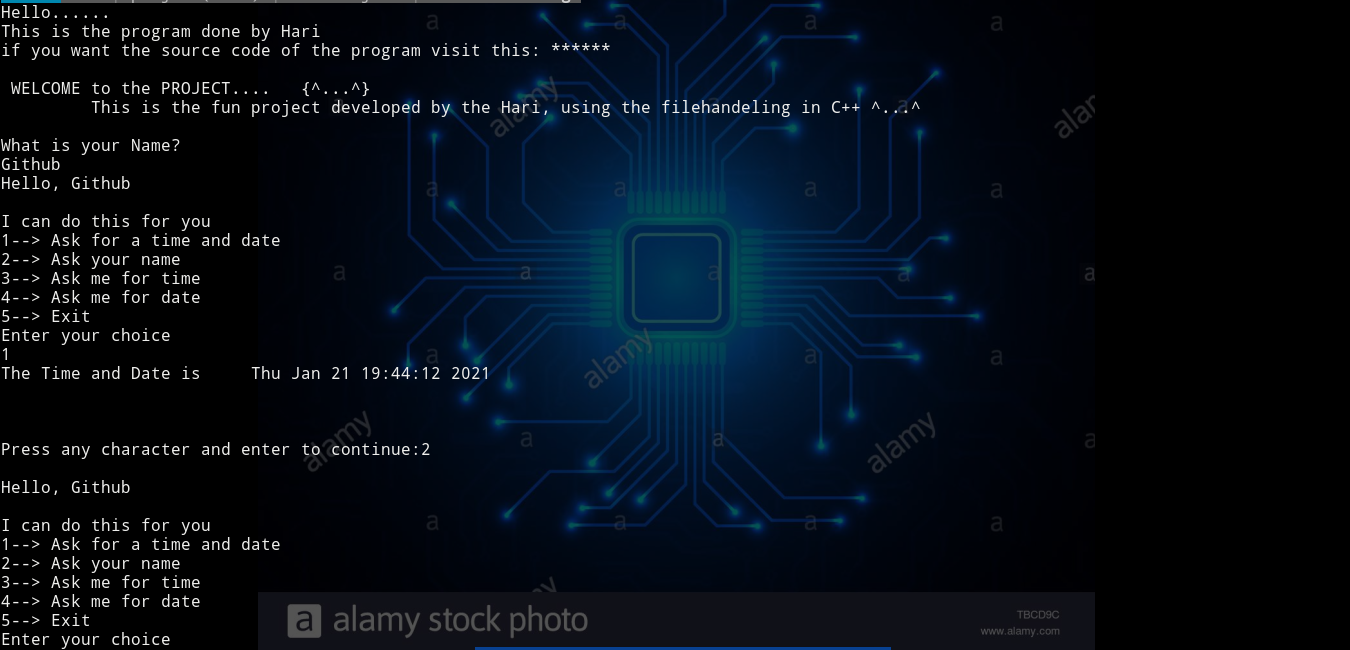 Hello......
This is the program done by Hari
if you want the source code of the program visit this: ******
WELCOME to the PROJECT....   {^...^}
This is the fun project developed by the Hari, using the filehandeling in C++ ^...^
What is your Name?
Github
Hello, Github
I can do this for you
1--> Ask for a time and date
2--> Ask your name
3--> Ask me for time
4--> Ask me for date
5--> Exit
Enter your choice
1
The Time and Date is     Thu Jan 21 19:44:12 2021
Press any character and enter to continue:2
Hello, Github
I can do this for you
1--> Ask for a time and date
2--> Ask your name
3--> Ask me for time
4--> Ask me for date
5--> Exit
Enter your choice
alamy
alamy
alamy
alamy
a alamy stock photo
TBCD9C
www.alamy.com